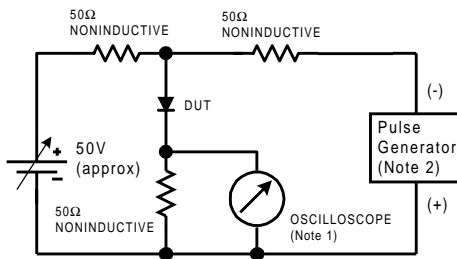 50Ω
NONINDUCTIVE
50Ω
NONINDUCTIVE
(-)
DUT
+
50V
(approx)
-
Pulse
Generator
(Note 2)
50Ω
NONINDUCTIVE
OSCILLOSCOPE
(Note 1)
(+)